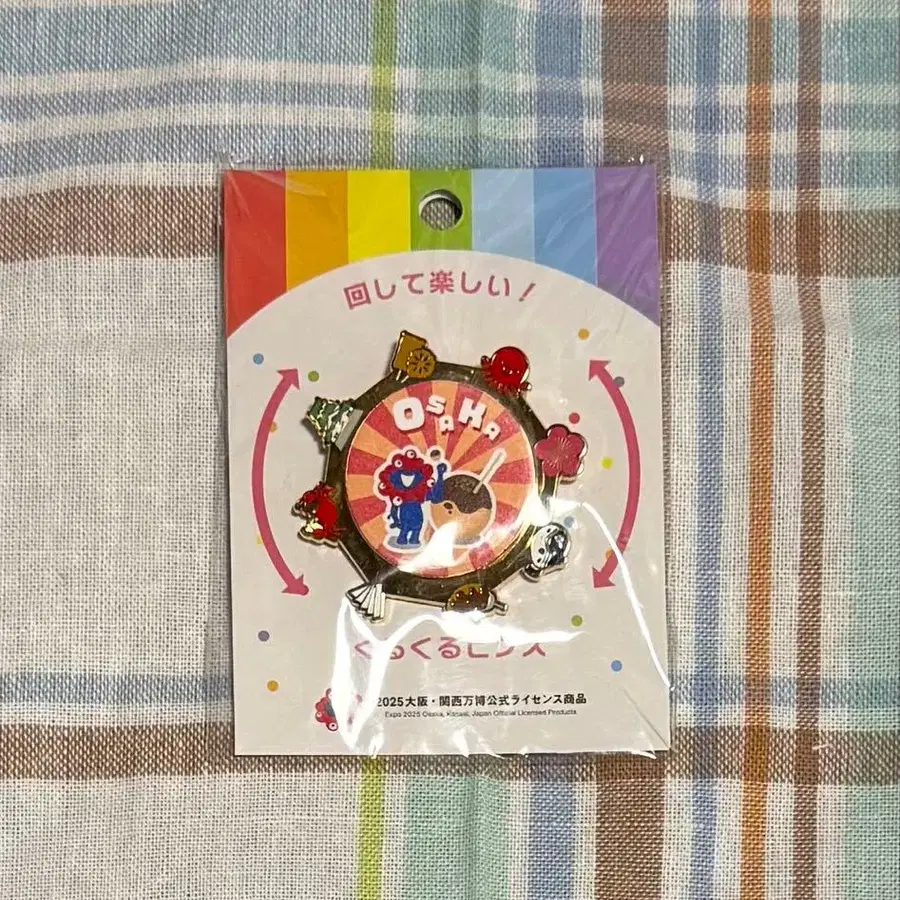 回して楽しい!
OSAKA
くるくるピンズ
2025大阪・関西万博公式ライセンス商品
Expo 2025 Osaka, Kansai, Japan Official Licensed Products